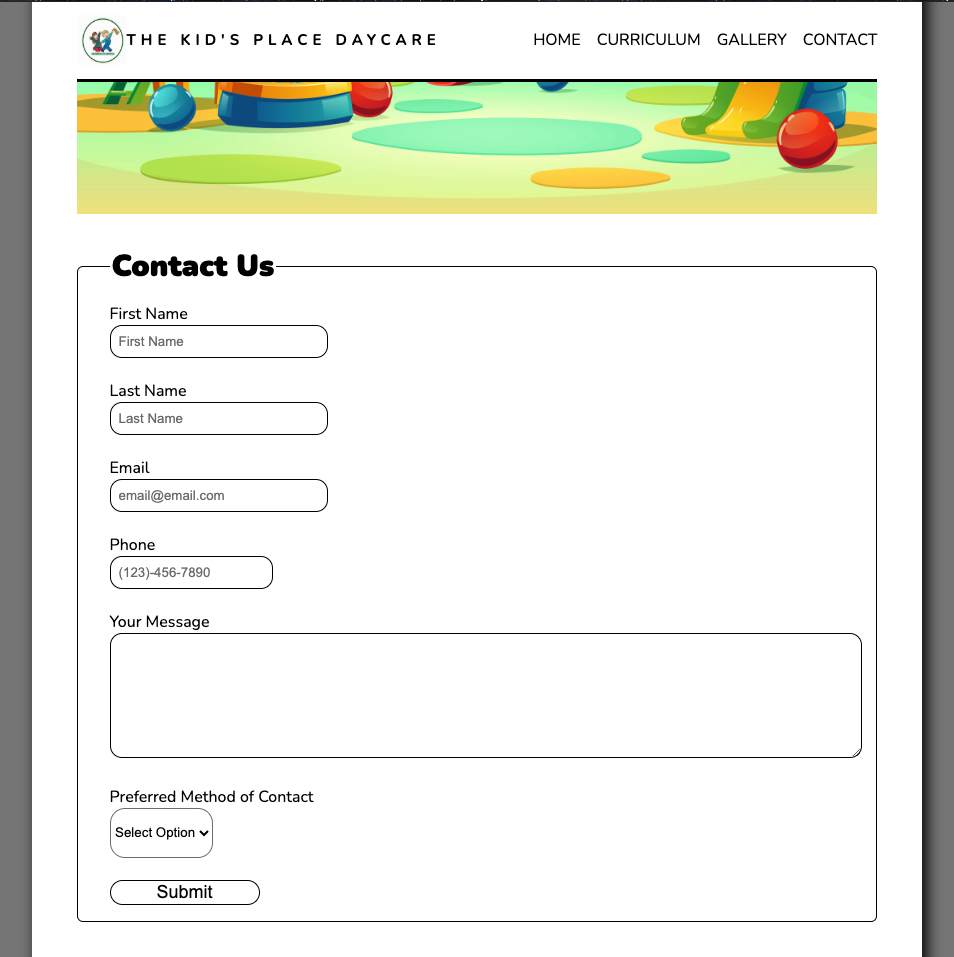 THE KID'S PLACE DAYCARE HOME CURRICULUM GALLERY CONTACT
Contact Us
First Name
First Name
Last Name
Last Name
Email
email@email.com
Phone
(123)-456-7890
Your Message
Preferred Method of Contact
Select Option
Submit